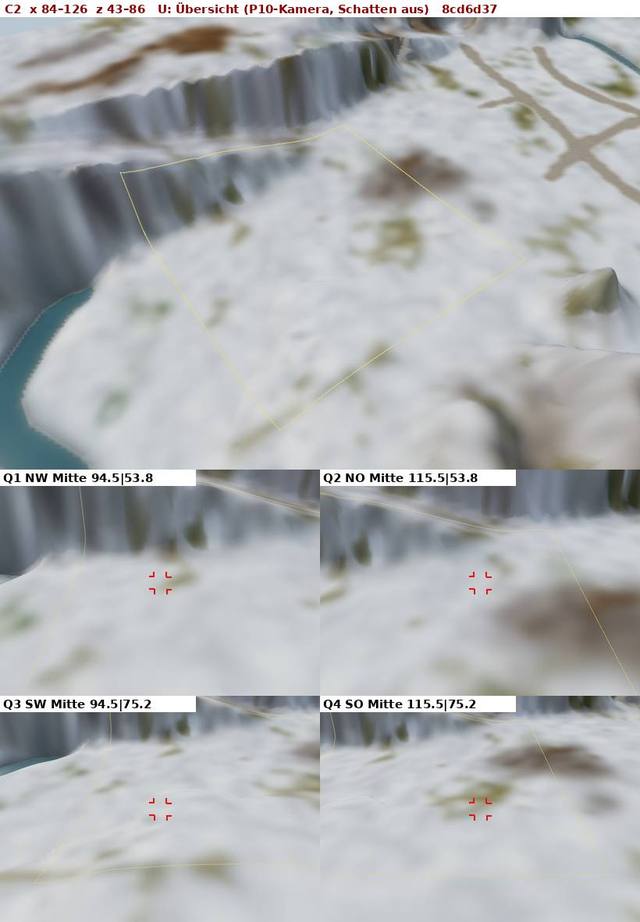 C2  x 84–126  z 43–86   U: Übersicht (P10-Kamera, Schatten aus)   8cd6d37
Q1 NW Mitte 94.5|53.8
Q2 NO Mitte 115.5|53.8
Q3 SW Mitte 94.5|75.2
Q4 SO Mitte 115.5|75.2